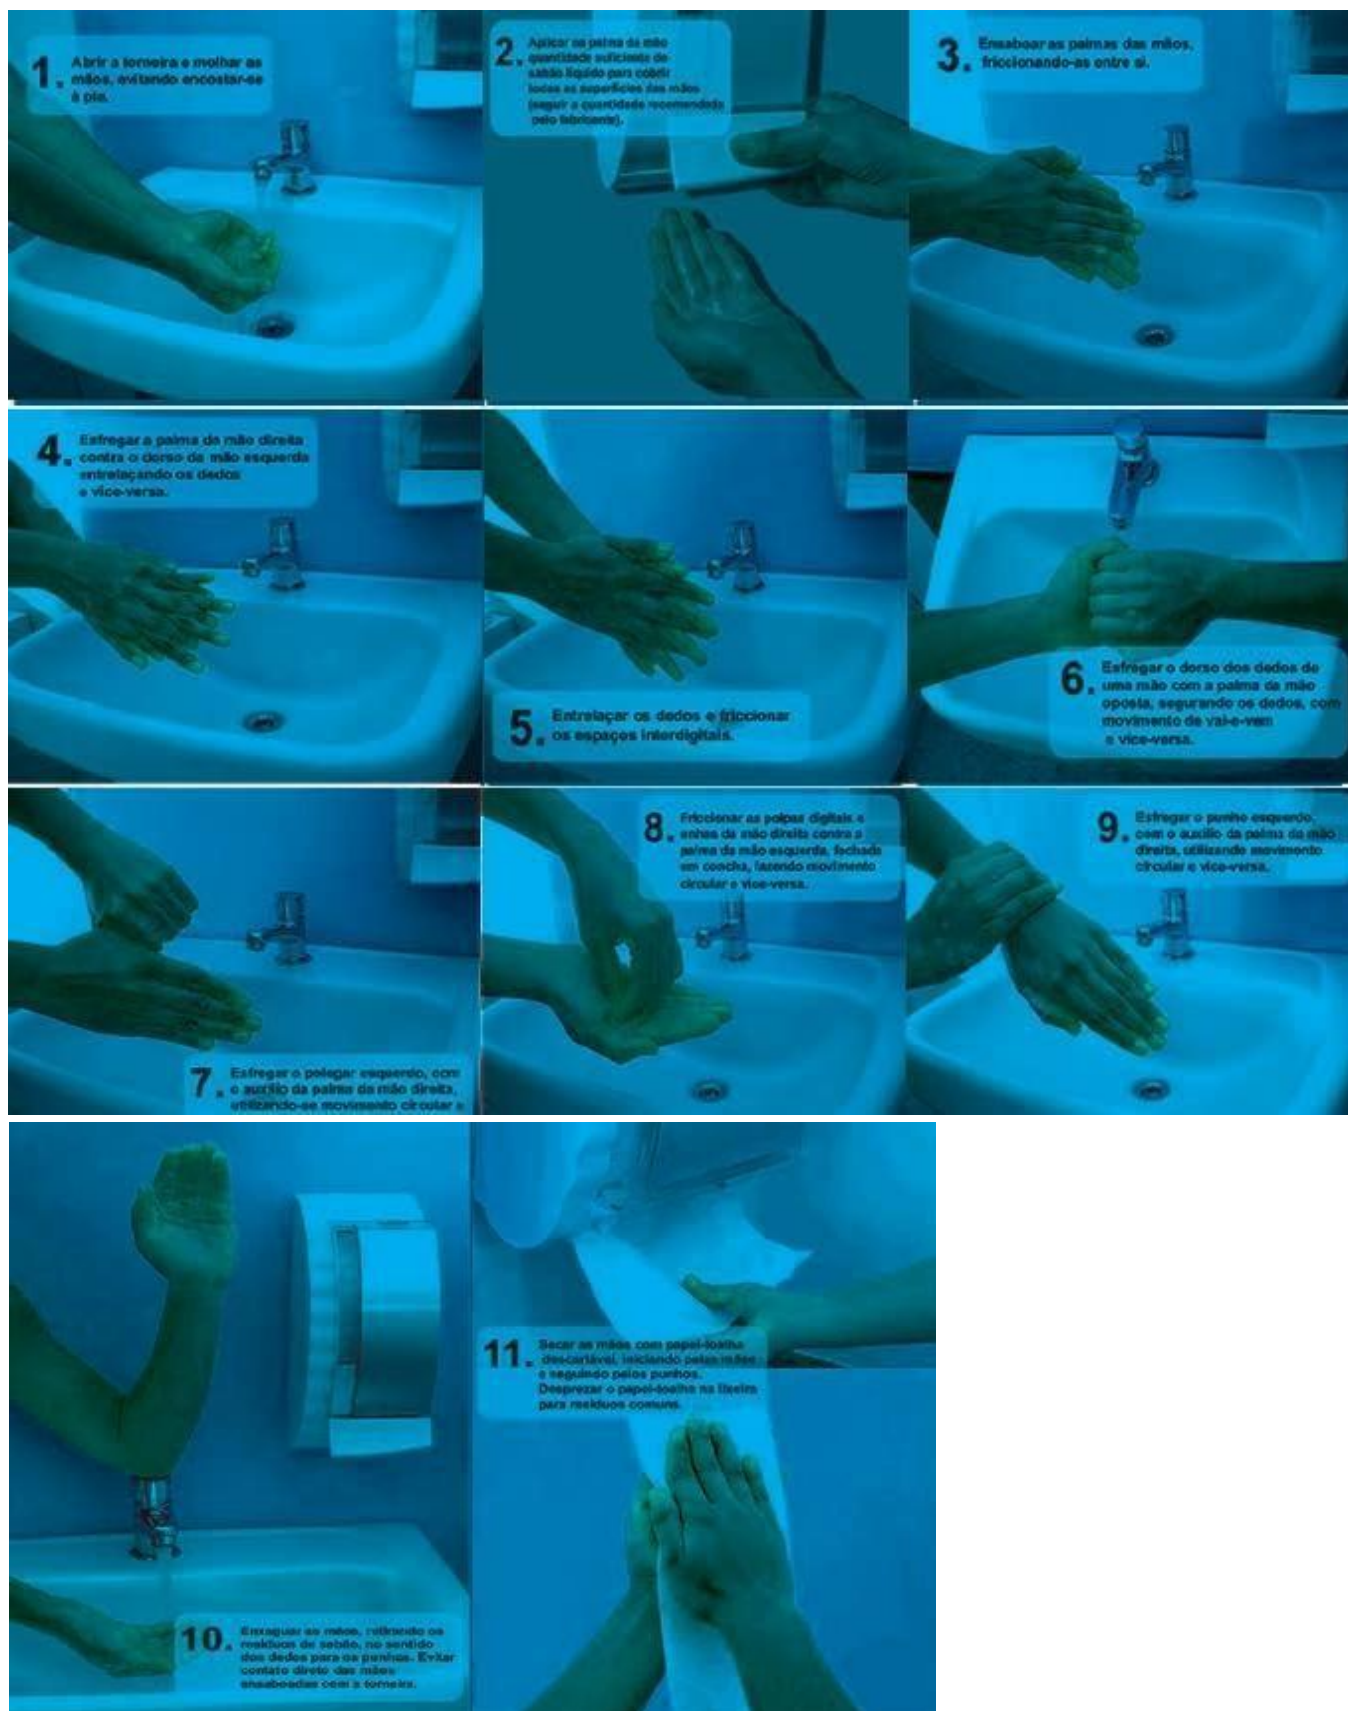 1. Abrir a torneira e molhar as
mãos, evitando encostar-se
à pia.
2. Aplicar na palma da mão
quantidade suficiente de
sabão líquido para cobrir
todas as superfícies das mãos
(seguir a quantidade recomendada
pelo fabricante).
3. Ensaboar as palmas das mãos,
friccionando-as entre si.
4. Esfregar a palma da mão direita
contra o dorso da mão esquerda
entrelaçando os dedos
e vice-versa.
5. Entrelaçar os dedos e friccionar
os espaços interdigitais.
6. Esfregar o dorso dos dedos de
uma mão com a palma da mão
oposta, segurando os dedos, com
movimento de vai-e-vem
e vice-versa.
7. Esfregar o polegar esquerdo, com
o auxílio da palma da mão direita,
utilizando-se movimento circular e
8. Friccionar as polpas digitais e
unhas da mão direita contra a
palma da mão esquerda, fechada
em concha, fazendo movimento
circular e vice-versa.
9. Esfregar o punho esquerdo,
com o auxílio da palma da mão
direita, utilizando movimento
circular e vice-versa.
10. Enxaguar as mãos, retirando os
resíduos de sabão, no sentido
dos dedos para os punhos. Evitar
contato direto das mãos
ensaboadas com a torneira.
11. Secar as mãos com papel-toalha
descartável, iniciando pelas mãos
e seguindo pelos punhos.
Desprezar o papel-toalha na lixeira
para resíduos comuns.